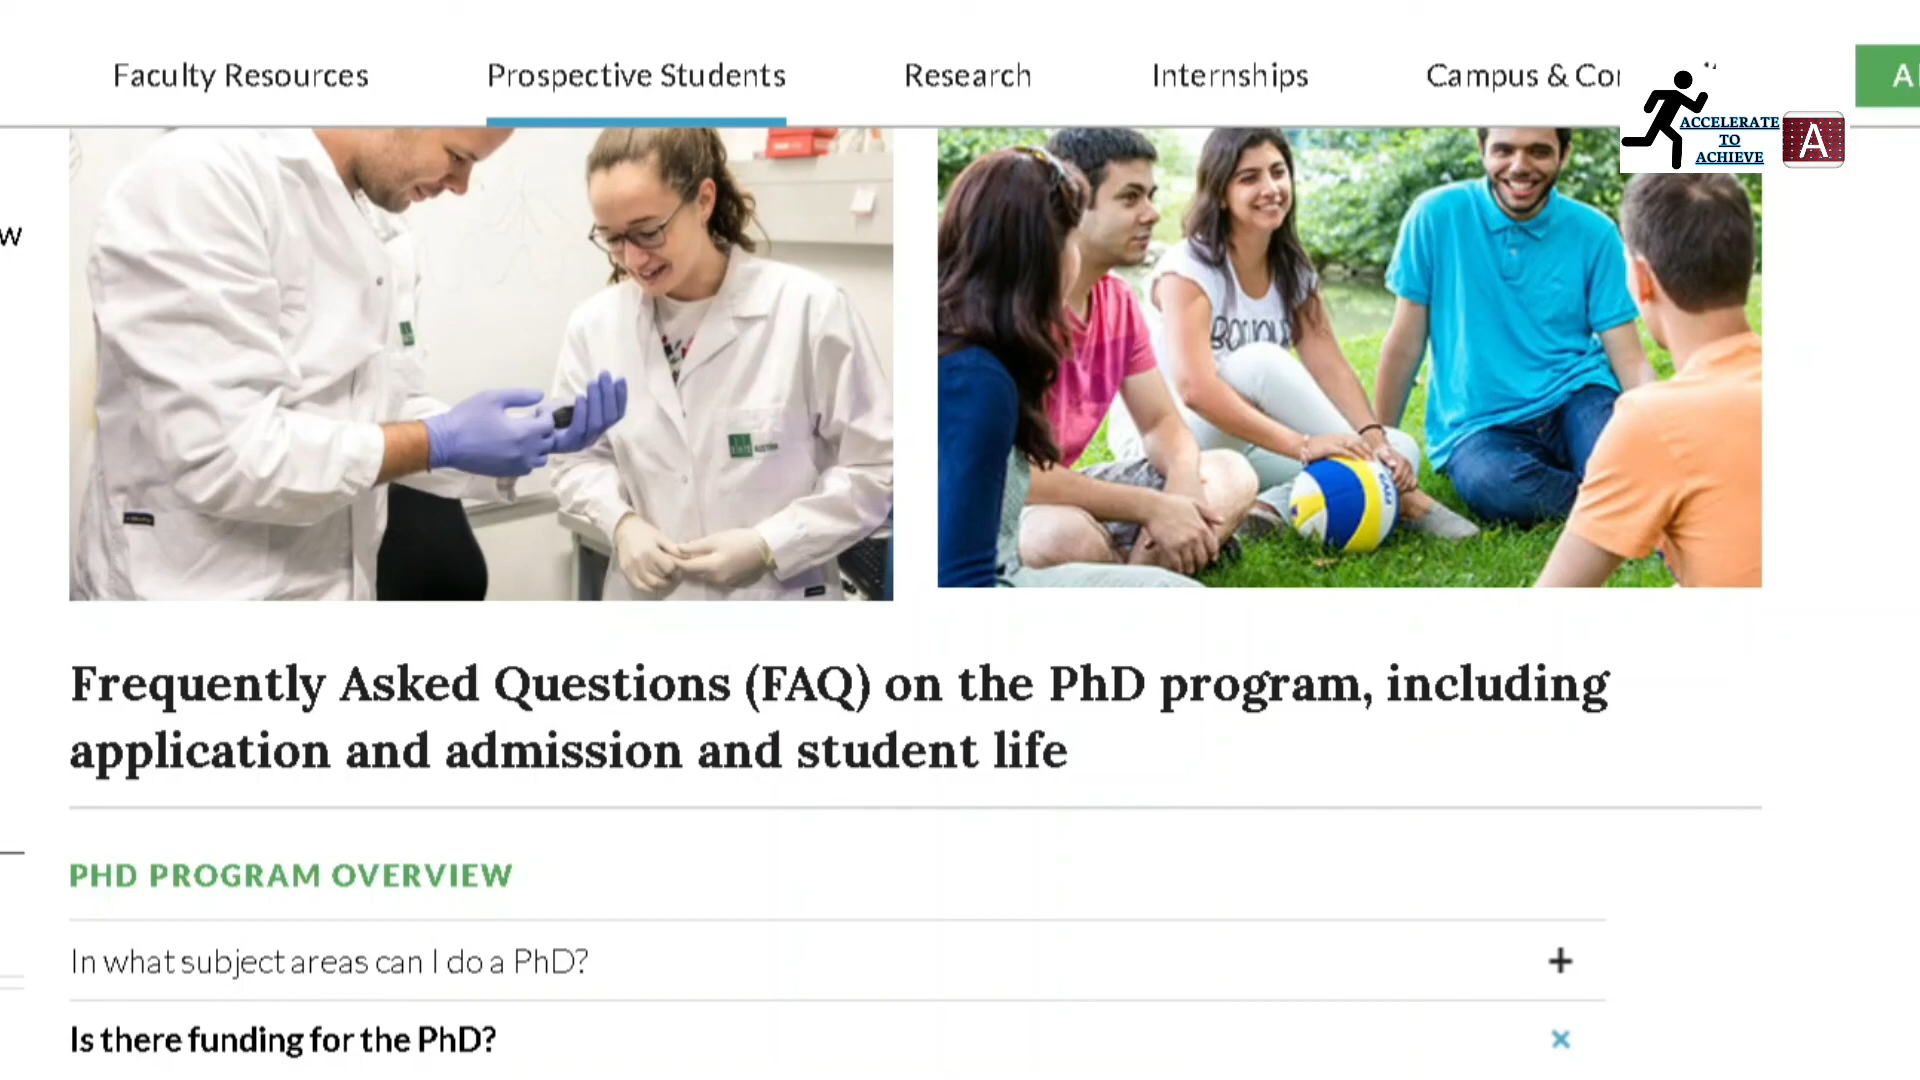 Faculty Resources
Prospective Students
Research
Internships
Campus &
ACCELERATE
TO
ACHIEVE
A
BONJOUR
Frequently Asked Questions (FAQ) on the PhD program, including
application and admission and student life
PHD PROGRAM OVERVIEW
In what subject areas can I do a PhD?
+
Is there funding for the PhD?
×